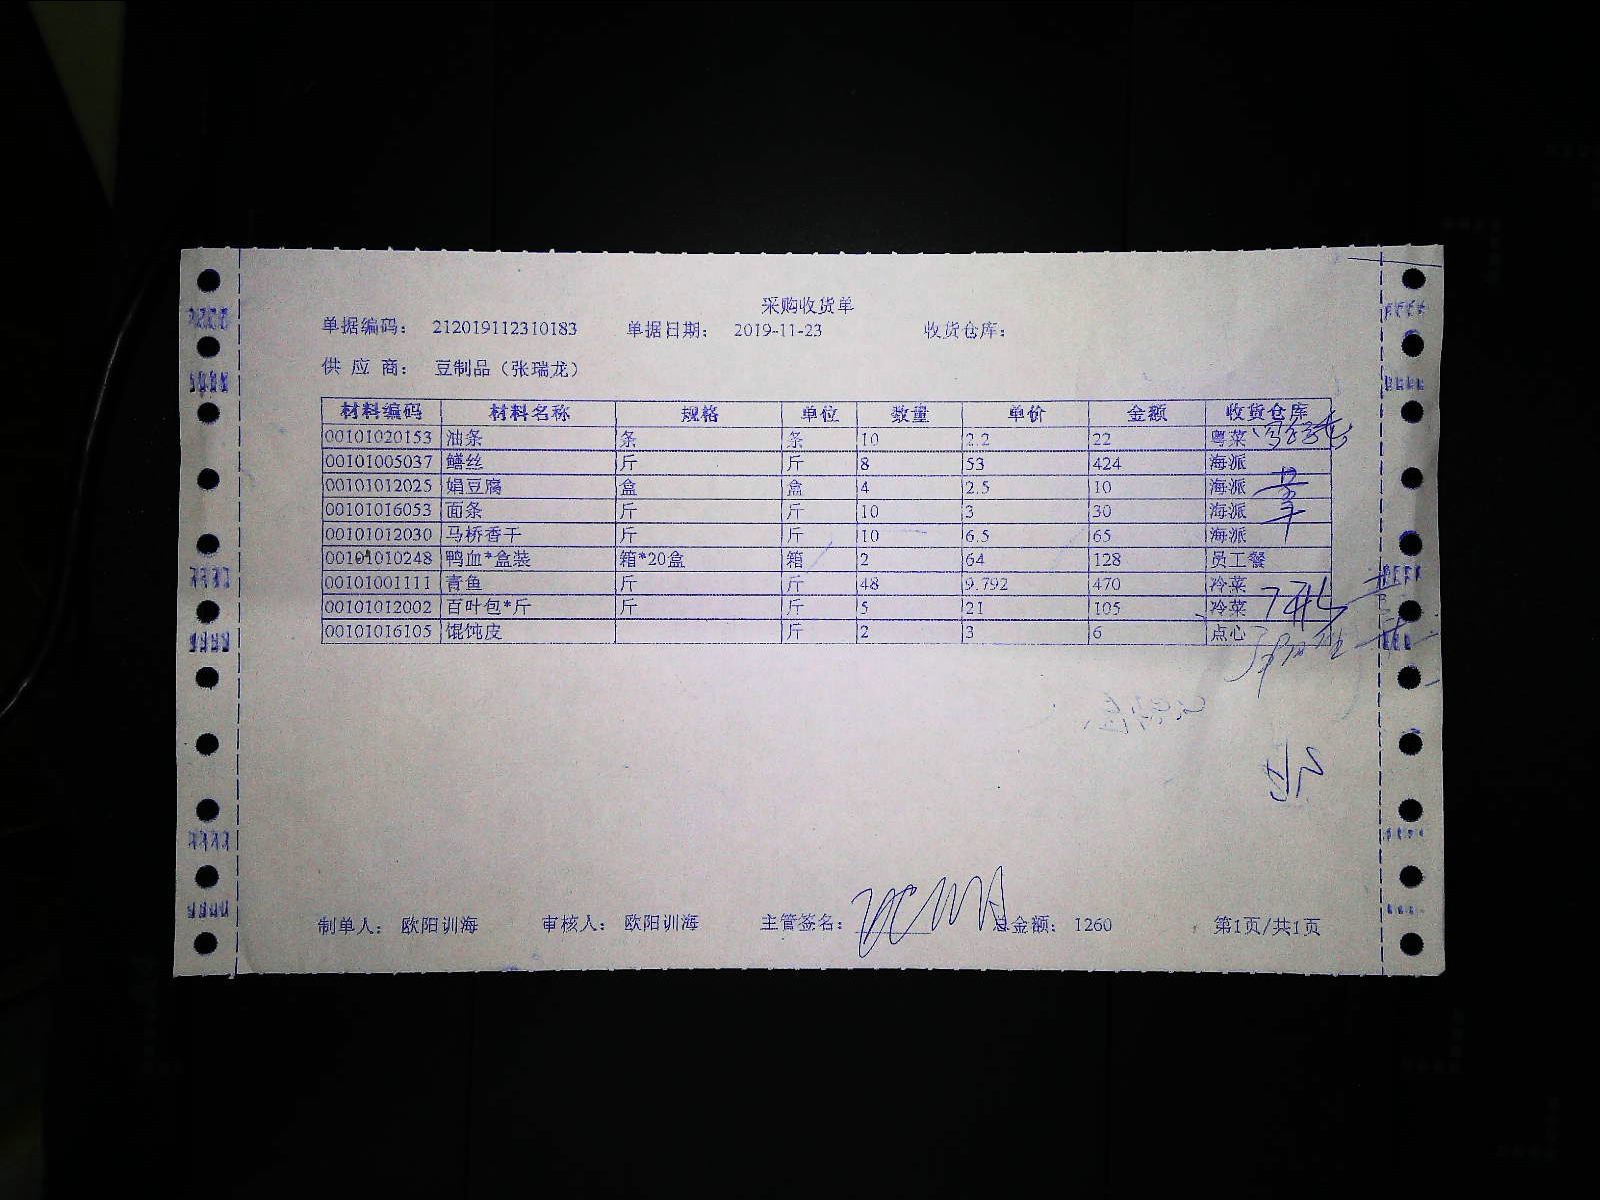 采购收货单
单据编码： 212019112310183 单据日期： 2019-11-23 收货仓库：
供 应 商： 豆制品（张瑞龙）
材料编码 材料名称 规格 单位 数量 单价 金额 收货仓库
00101020153 油条 条 条 10 2.2 22 粤菜
00101005037 鳝丝 斤 斤 8 53 424 海派
00101012025 娟豆腐 盒 盒 4 2.5 10 海派
00101016053 面条 斤 斤 10 3 30 海派
00101012030 马桥香干 斤 斤 10 6.5 65 海派
00101010248 鸭血*盒装 箱*20盒 箱 2 64 128 员工餐
00101001111 青鱼 斤 斤 48 9.792 470 冷菜
00101012002 百叶包*斤 斤 斤 5 21 105 冷菜
00101016105 馄饨皮 斤 2 3 6 点心
制单人： 欧阳训海 审核人： 欧阳训海 主管签名： 总金额： 1260 第1页/共1页